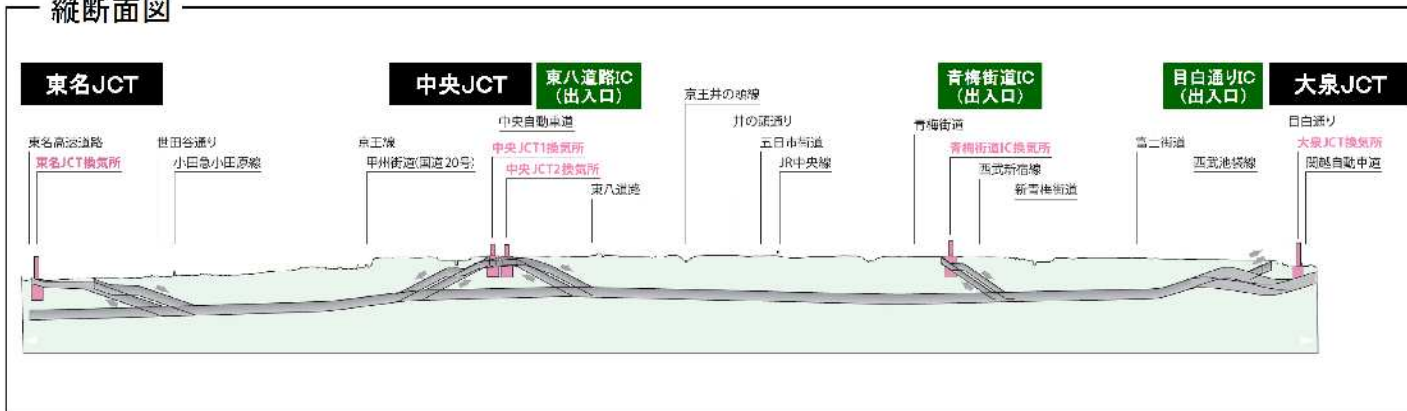 縦断面図
東名JCT
中央JCT
東八道路IC
(出入口)
青梅街道IC
(出入口)
目白通りIC
(出入口)
大泉JCT
東名高速道路
東名JCT換気所
世田谷通り
小田急小田原線
京王線
甲州街道(国道20号)
中央自動車道
中央JCT1換気所
中央JCT2換気所
東八道路
京王井の頭線
井の頭通り
五日市街道
JR中央線
青梅街道
青梅街道IC換気所
西武新宿線
新青梅街道
富士街道
西武池袋線
目白通り
大泉JCT換気所
関越自動車道